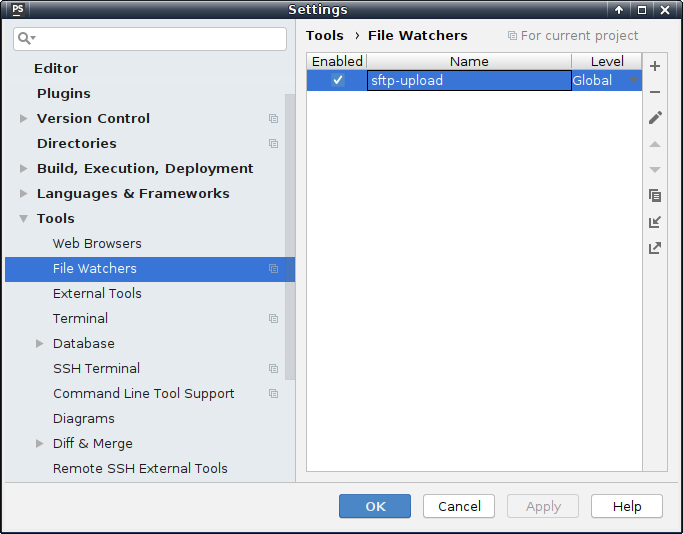 PS Settings
Tools › File Watchers For current project
Enabled Name Level
sftp-upload Global
Editor
Plugins
Version Control
Directories
Build, Execution, Deployment
Languages & Frameworks
Tools
Web Browsers
File Watchers
External Tools
Terminal
Database
SSH Terminal
Command Line Tool Support
Diagrams
Diff & Merge
Remote SSH External Tools
OK Cancel Apply Help